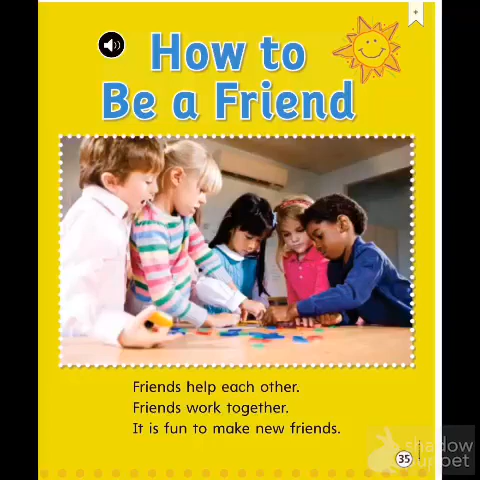 How to
Be a Friend
Friends help each other.
Friends work together.
It is fun to make new friends.
35
shadow
puppet